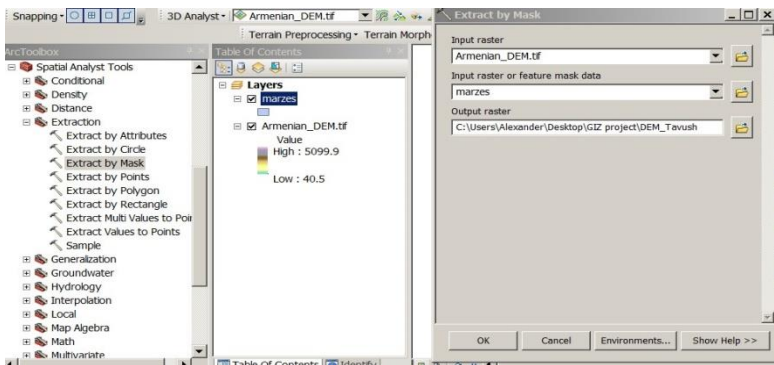 Snapping
3D Analyst
Armenian_DEM.tif
Terrain Preprocessing
Terrain Morph
ArcToolbox
Spatial Analyst Tools
Conditional
Density
Distance
Extraction
Extract by Attributes
Extract by Circle
Extract by Mask
Extract by Points
Extract by Polygon
Extract by Rectangle
Extract Multi Values to Poi
Extract Values to Points
Sample
Generalization
Groundwater
Hydrology
Interpolation
Local
Map Algebra
Math
Multivariate
Table Of Contents
Layers
marzes
Armenian_DEM.tif
Value
High : 5099.9
Low : 40.5
Table Of Contents
Identify
Extract by Mask
Input raster
Armenian_DEM.tif
Input raster or feature mask data
marzes
Output raster
C:\Users\Alexander\Desktop\GIZ project\DEM_Tavush
OK
Cancel
Environments...
Show Help >>